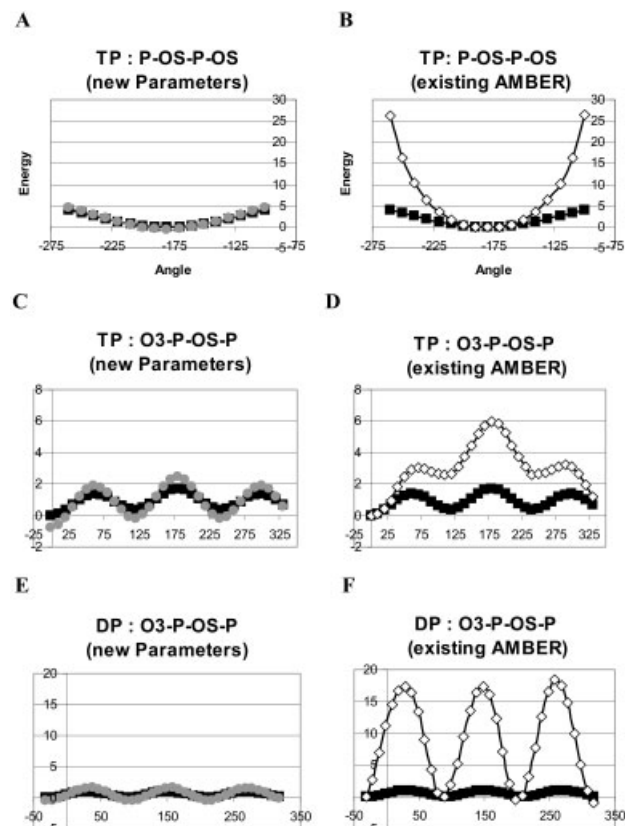 A
B
TP : P-OS-P-OS
(new Parameters)
TP: P-OS-P-OS
(existing AMBER)
30
25
20
15
10
5
0
-275 -225 -175 -125 -5 -75
Energy
Angle
30
25
20
15
10
5
0
-275 -225 -175 -125 -5 -75
Energy
Angle
C
D
TP : O3-P-OS-P
(new Parameters)
TP : O3-P-OS-P
(existing AMBER)
8
6
4
2
0
-25 25 75 125 175 225 275 325
2
8
6
4
2
0
-25 25 75 125 175 225 275 325
2
E
F
DP : O3-P-OS-P
(new Parameters)
DP : O3-P-OS-P
(existing AMBER)
20
15
10
5
0
-50 50 150 250 350
20
15
10
5
0
-50 50 150 250 350